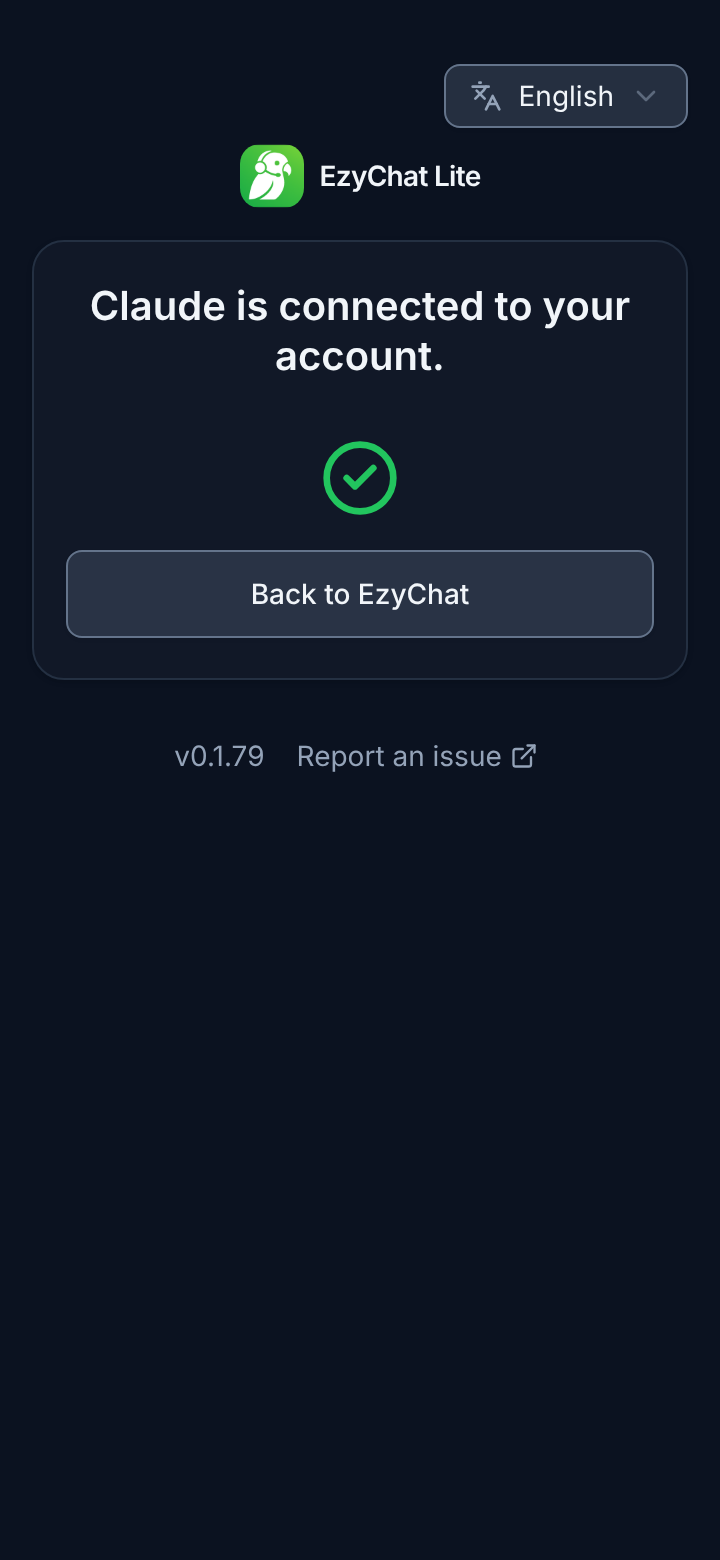 English
EzyChat Lite
Claude is connected to your
account.
Back to EzyChat
v0.1.79 Report an issue